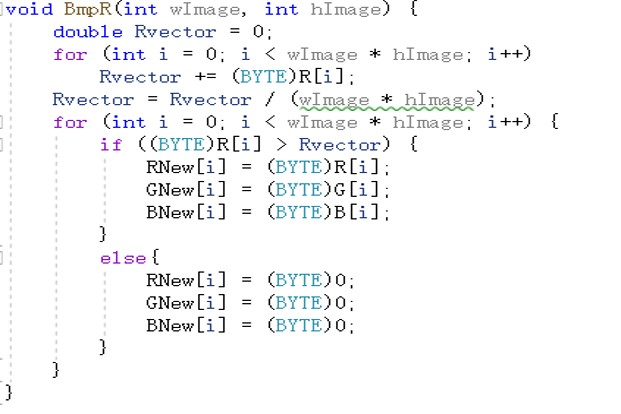 void BmpR(int wImage, int hImage) {
    double Rvector = 0;
    for (int i = 0; i < wImage * hImage; i++)
        Rvector += (BYTE)R[i];
    Rvector = Rvector / (wImage * hImage);
    for (int i = 0; i < wImage * hImage; i++) {
        if ((BYTE)R[i] > Rvector) {
            RNew[i] = (BYTE)R[i];
            GNew[i] = (BYTE)G[i];
            BNew[i] = (BYTE)B[i];
        }
        else{
            RNew[i] = (BYTE)0;
            GNew[i] = (BYTE)0;
            BNew[i] = (BYTE)0;
        }
    }
}